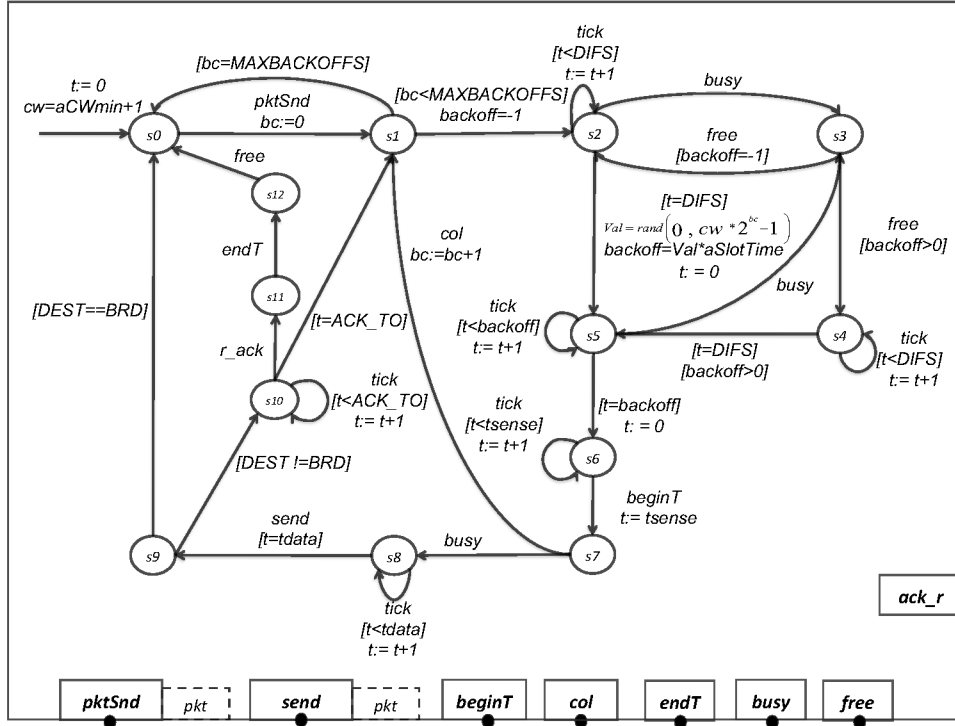 tick
[t<DIFS]
t:= t+1
[bc=MAXBACKOFFS]
t:= 0
cw=aCWmin+1
pktSnd
bc:=0
[bc<MAXBACKOFFS]
backoff=-1
busy
s0
s1
s2
s3
free
[backoff=-1]
free
s12
[t=DIFS]
Val = rand(0 , cw * 2^bc -1)
backoff=Val*aSlotTime
t: = 0
free
[backoff>0]
endT
col
bc:=bc+1
busy
s11
[DEST==BRD]
[t=ACK_TO]
tick
[t<backoff]
t:= t+1
s5
s4
r_ack
[t=DIFS]
[backoff>0]
tick
[t<DIFS]
t:= t+1
s10
tick
[t<ACK_TO]
t:= t+1
tick
[t<tsense]
t:= t+1
[t=backoff]
t: = 0
s6
[DEST !=BRD]
beginT
t:= tsense
send
[t=tdata]
busy
s9
s8
s7
tick
[t<tdata]
t:= t+1
ack_r
pktSnd
pkt
send
pkt
beginT
col
endT
busy
free